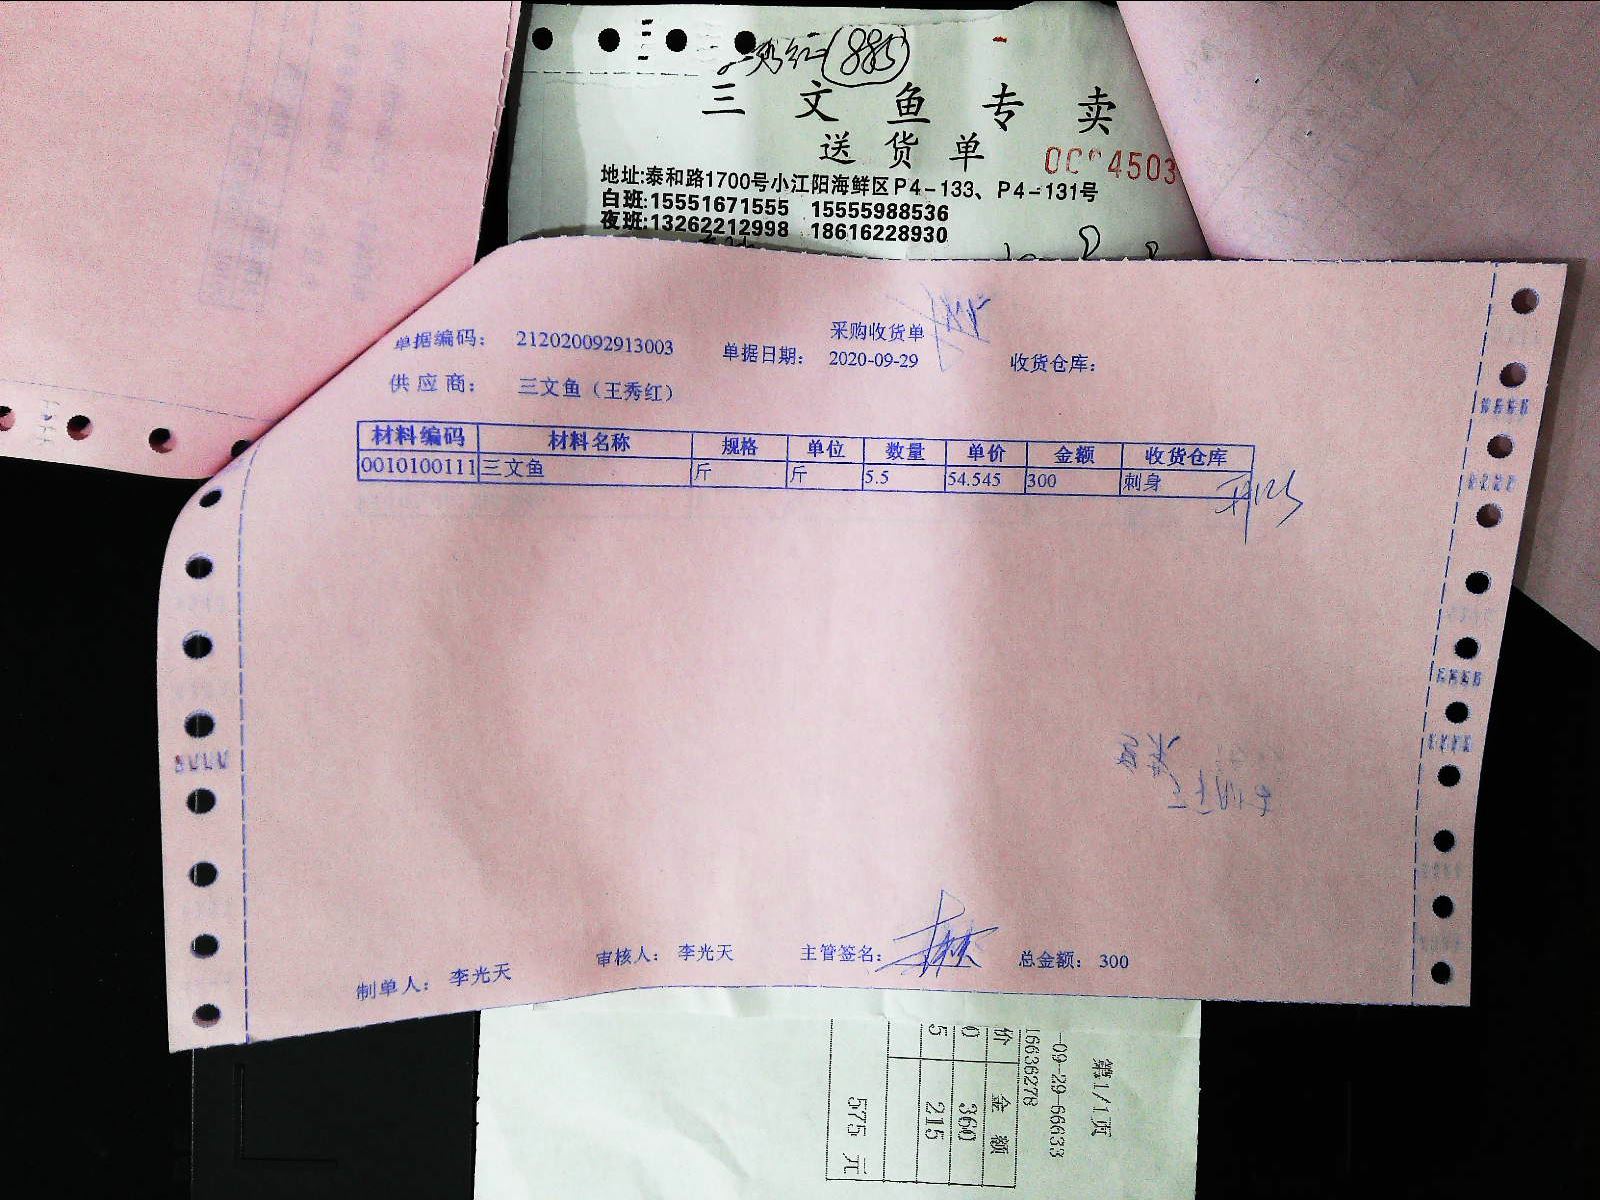 秀红 885
三文鱼专卖
送货单
4503
地址:泰和路1700号小江阳海鲜区P4-133、P4-131号
白班:15551671555 15555988536
夜班:13262212998 18616228930
采购收货单
单据编码: 212020092913003 单据日期: 2020-09-29 收货仓库:
供应商: 三文鱼（王秀红）
材料编码 材料名称 规格 单位 数量 单价 金额 收货仓库
0010100111 三文鱼 斤 斤 5.5 54.545 300 刺身
制单人: 李光天 审核人: 李光天 主管签名: 总金额: 300
第1/1页
-09-29-66633
16636278
价 金额
0 360
5 215
575 元